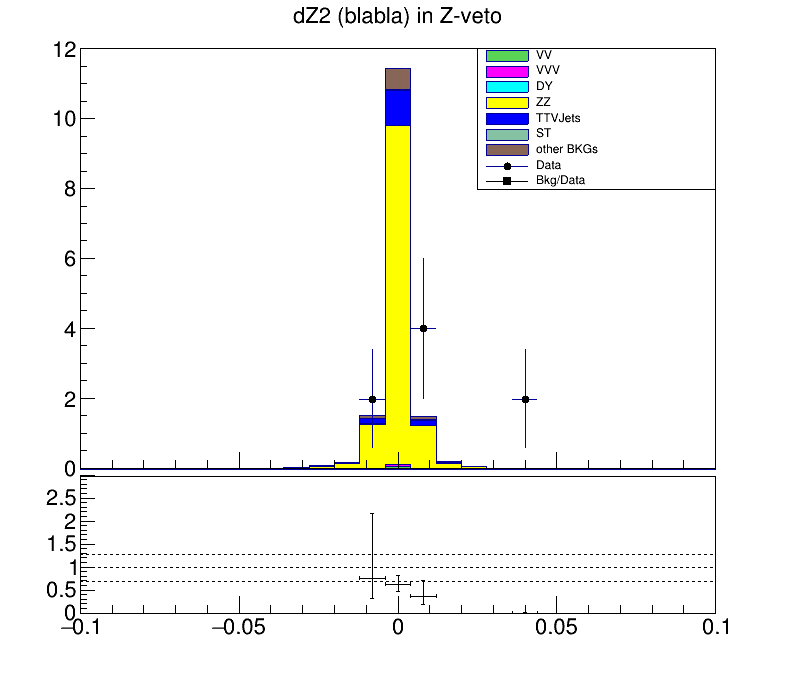 dZ2 (blabla) in Z-veto
12
10
8
6
4
2
0
VV
VVV
DY
ZZ
TTVJets
ST
other BKGs
Data
Bkg/Data
2.5
2
1.5
1
0.5
0
−0.1
−0.05
0
0.05
0.1